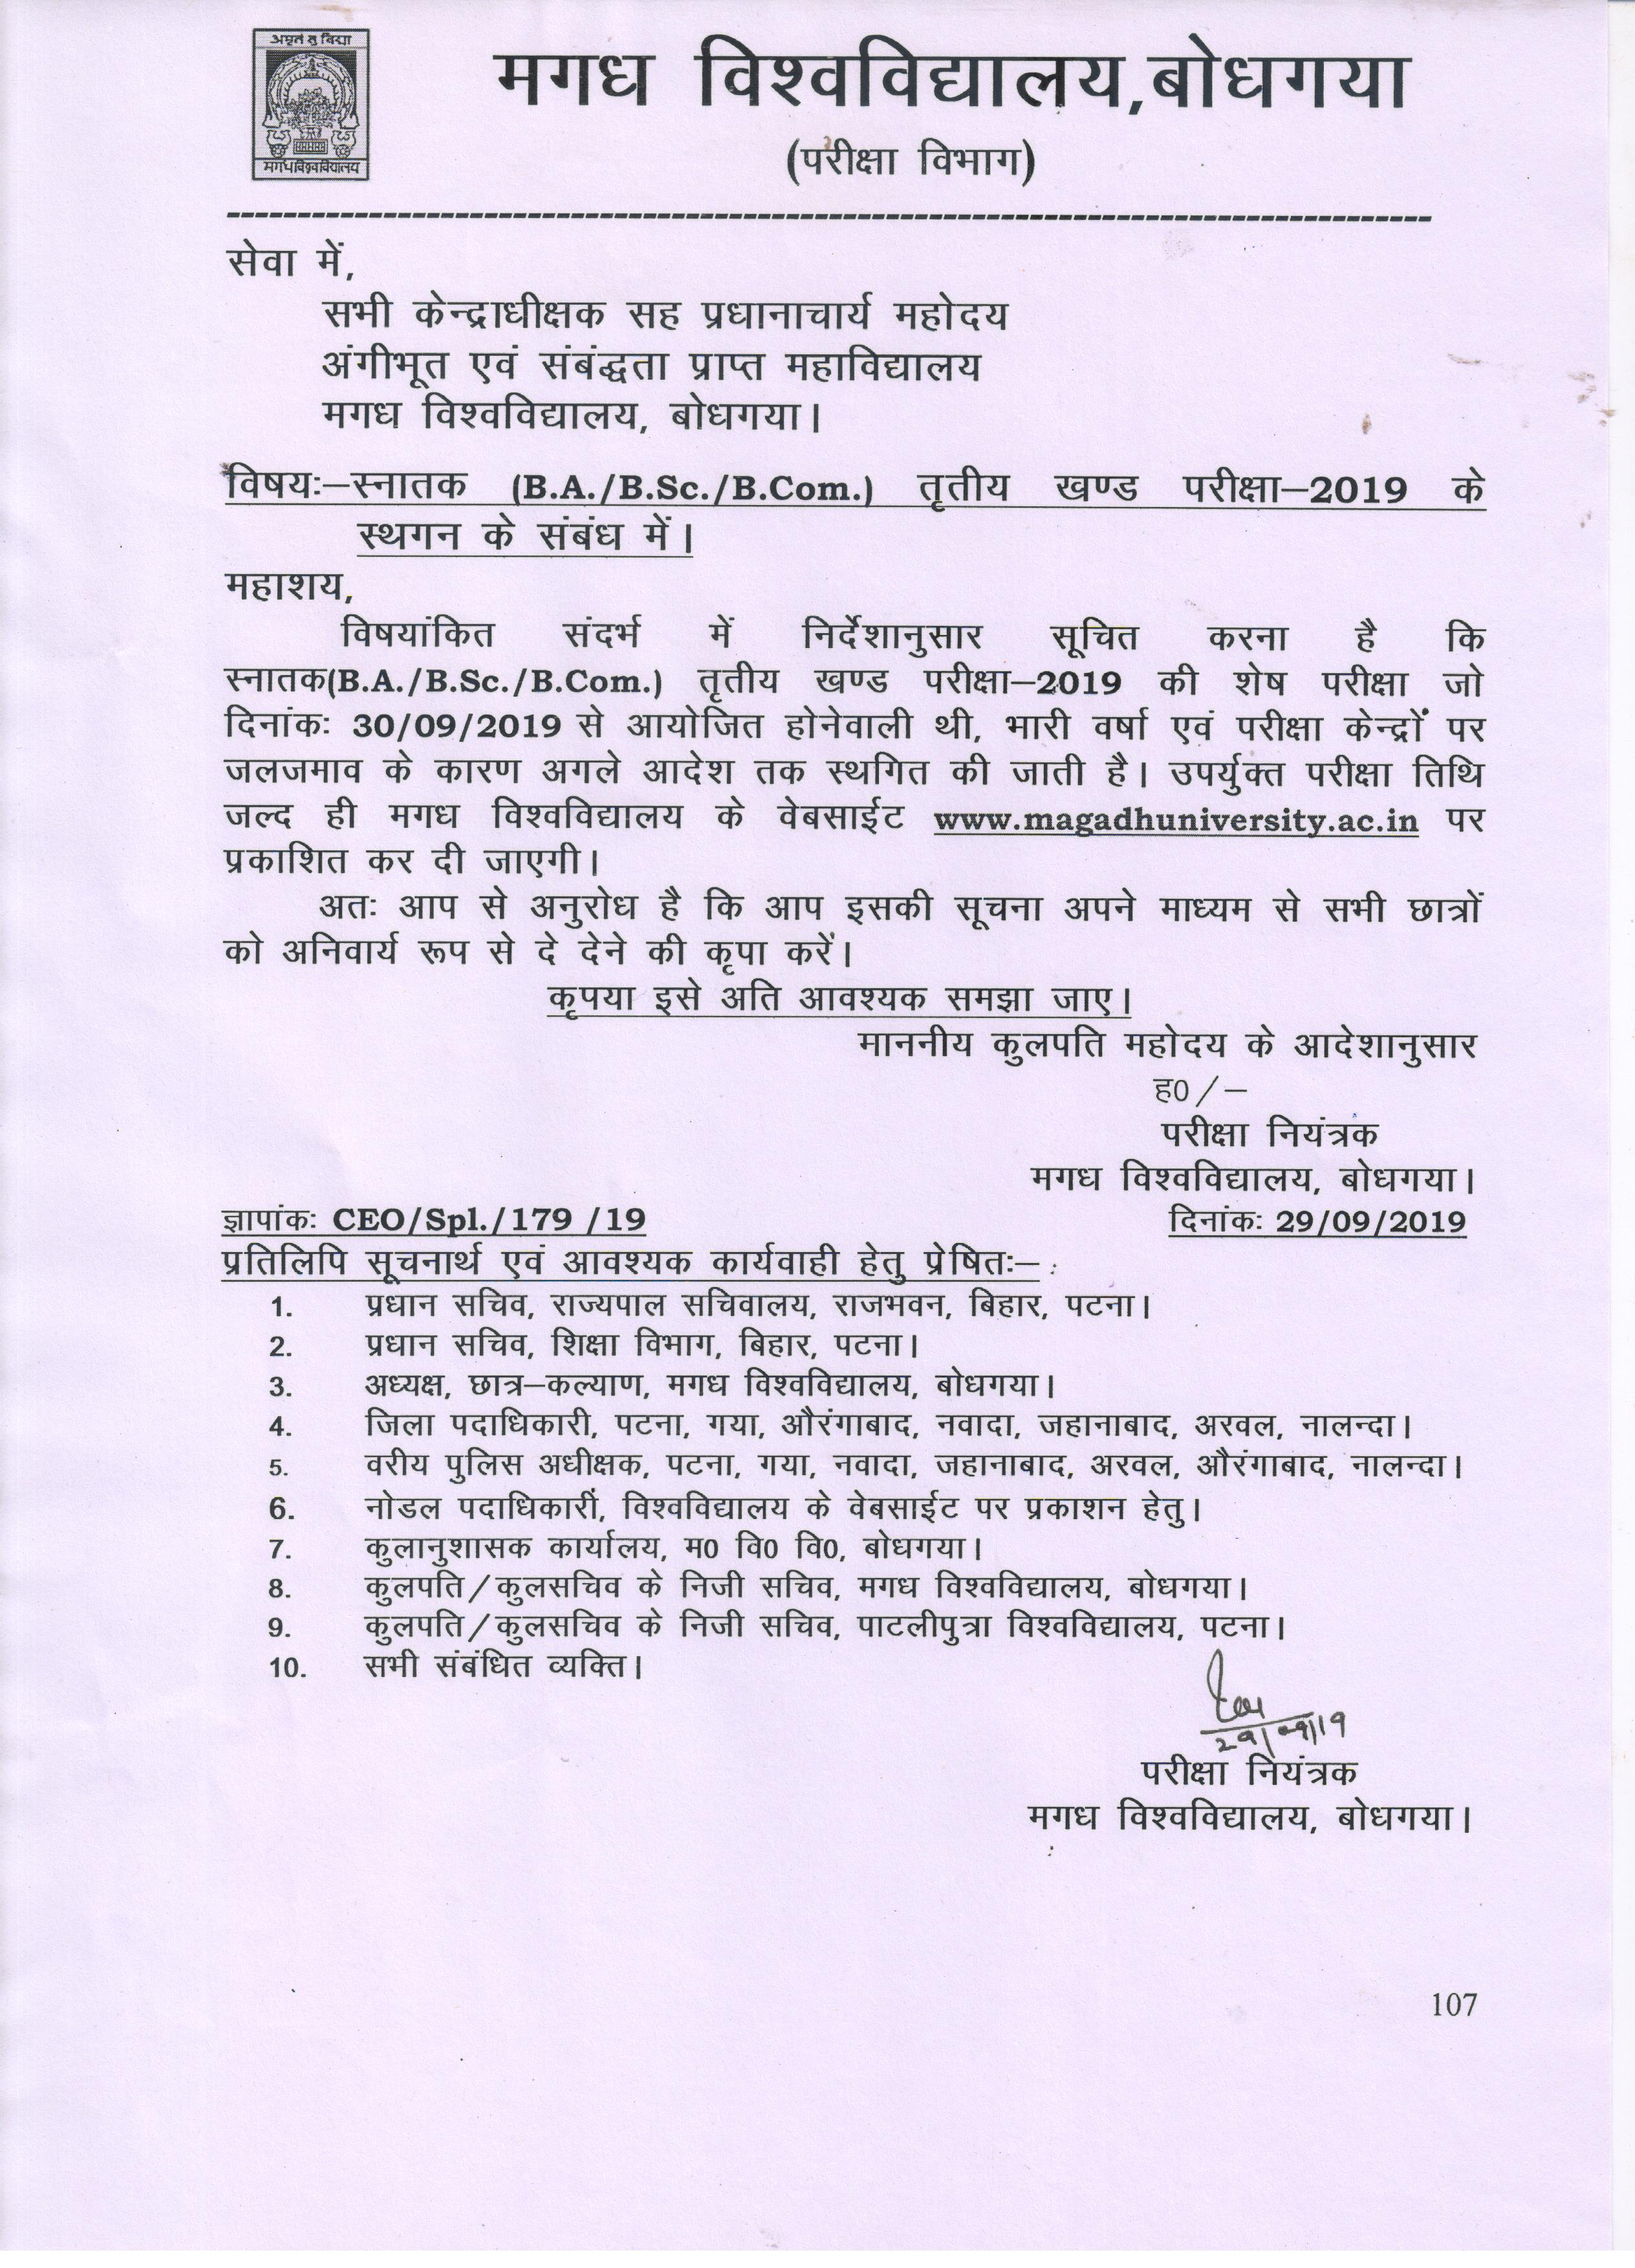 अमृतं तु विद्या
मगधविश्वविद्यालय
मगध विश्वविद्यालय,बोधगया
(परीक्षा विभाग)
सेवा में,
सभी केन्द्राधीक्षक सह प्रधानाचार्य महोदय
अंगीभूत एवं संबंद्धता प्राप्त महाविद्यालय
मगध विश्वविद्यालय, बोधगया।
विषयः–स्नातक (B.A./B.Sc./B.Com.) तृतीय खण्ड परीक्षा–2019 के
स्थगन के संबंध में।
महाशय,
विषयांकित संदर्भ में निर्देशानुसार सूचित करना है कि
स्नातक(B.A./B.Sc./B.Com.) तृतीय खण्ड परीक्षा–2019 की शेष परीक्षा जो
दिनांकः 30/09/2019 से आयोजित होनेवाली थी, भारी वर्षा एवं परीक्षा केन्द्रों पर
जलजमाव के कारण अगले आदेश तक स्थगित की जाती है। उपर्युक्त परीक्षा तिथि
जल्द ही मगध विश्वविद्यालय के वेबसाईट www.magadhuniversity.ac.in पर
प्रकाशित कर दी जाएगी।
अतः आप से अनुरोध है कि आप इसकी सूचना अपने माध्यम से सभी छात्रों
को अनिवार्य रूप से दे देने की कृपा करें।
कृपया इसे अति आवश्यक समझा जाए।
माननीय कुलपति महोदय के आदेशानुसार
ह0/–
परीक्षा नियंत्रक
मगध विश्वविद्यालय, बोधगया।
ज्ञापांकः CEO/Spl./179 /19 दिनांकः 29/09/2019
प्रतिलिपि सूचनार्थ एवं आवश्यक कार्यवाही हेतु प्रेषितः–
1. प्रधान सचिव, राज्यपाल सचिवालय, राजभवन, बिहार, पटना।
2. प्रधान सचिव, शिक्षा विभाग, बिहार, पटना।
3. अध्यक्ष, छात्र–कल्याण, मगध विश्वविद्यालय, बोधगया।
4. जिला पदाधिकारी, पटना, गया, औरंगाबाद, नवादा, जहानाबाद, अरवल, नालन्दा।
5. वरीय पुलिस अधीक्षक, पटना, गया, नवादा, जहानाबाद, अरवल, औरंगाबाद, नालन्दा।
6. नोडल पदाधिकारीं, विश्वविद्यालय के वेबसाईट पर प्रकाशन हेतु।
7. कुलानुशासक कार्यालय, म0 वि0 वि0, बोधगया।
8. कुलपति/कुलसचिव के निजी सचिव, मगध विश्वविद्यालय, बोधगया।
9. कुलपति/कुलसचिव के निजी सचिव, पाटलीपुत्रा विश्वविद्यालय, पटना।
10. सभी संबंधित व्यक्ति।
29/09/19
परीक्षा नियंत्रक
मगध विश्वविद्यालय, बोधगया।
107